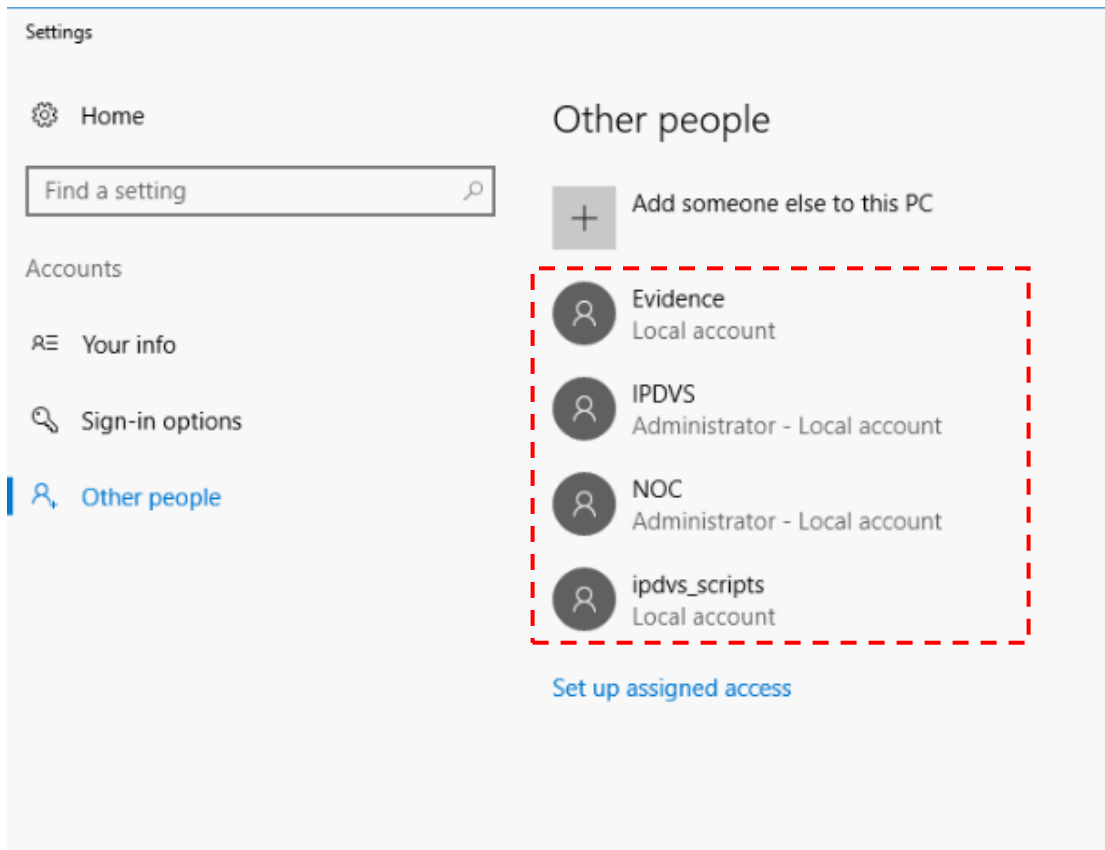 Settings
Home
Find a setting
Accounts
Your info
Sign-in options
Other people
Other people
Add someone else to this PC
Evidence
Local account
IPDVS
Administrator - Local account
NOC
Administrator - Local account
ipdvs_scripts
Local account
Set up assigned access